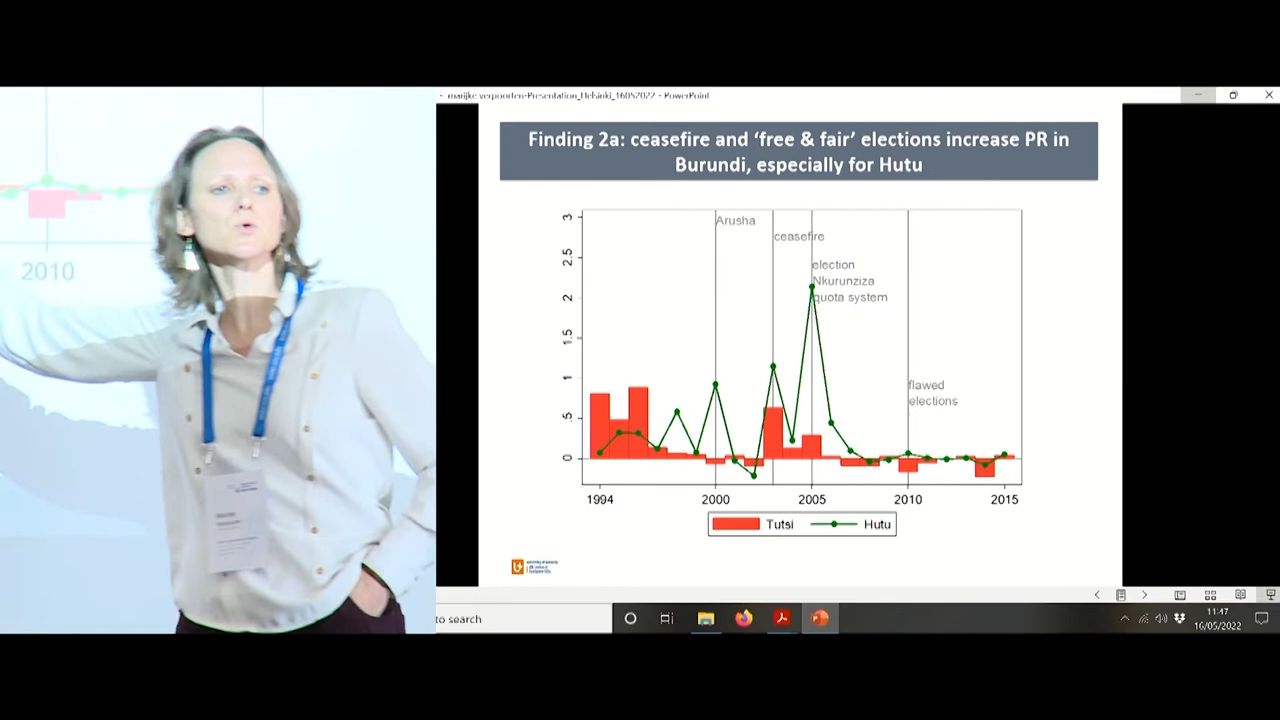 2010
marijke verpoorten-Presentation_Helsinki_16052022 - PowerPoint
Finding 2a: ceasefire and ‘free & fair’ elections increase PR in
Burundi, especially for Hutu
3
2.5
2
1.5
1
.5
0
Arusha
ceasefire
election
Nkurunziza
quota system
flawed
elections
1994
2000
2005
2010
2015
Tutsi
Hutu
to search
11:47
16/05/2022